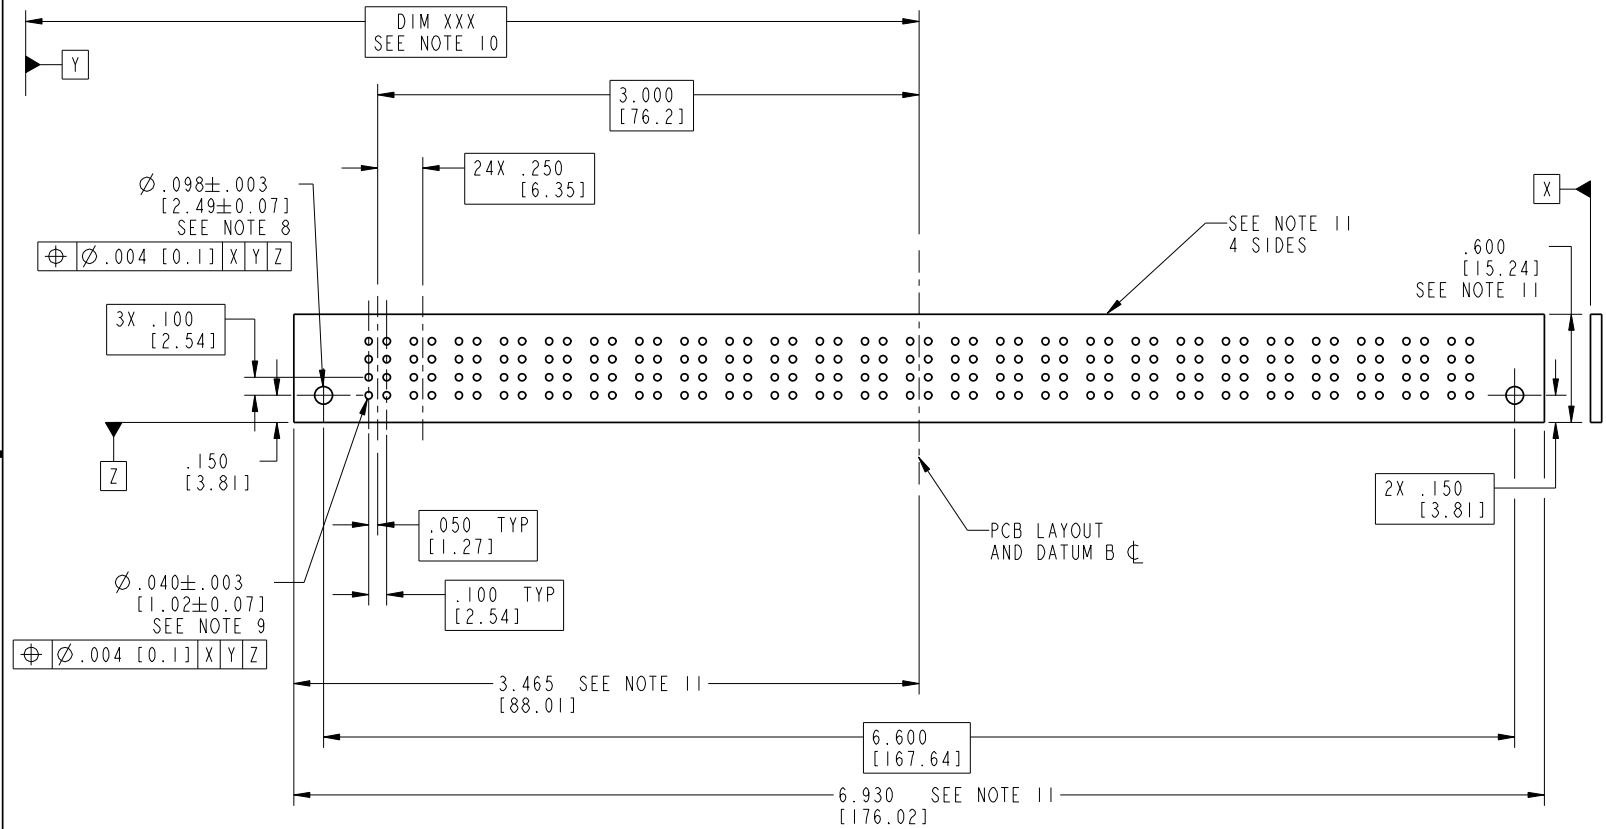 DIM XXX
SEE NOTE 10
Y
3.000
[76.2]
24X .250
[6.35]
Ø.098±.003
[2.49±0.07]
SEE NOTE 8
⌖ Ø.004 [0.1] X Y Z
X
SEE NOTE 11
4 SIDES
.600
[15.24]
SEE NOTE 11
3X .100
[2.54]
Z
.150
[3.81]
2X .150
[3.81]
.050 TYP
[1.27]
PCB LAYOUT
AND DATUM B ℄
Ø.040±.003
[1.02±0.07]
SEE NOTE 9
⌖ Ø.004 [0.1] X Y Z
.100 TYP
[2.54]
3.465 SEE NOTE 11
[88.01]
6.600
[167.64]
6.930 SEE NOTE 11
[176.02]